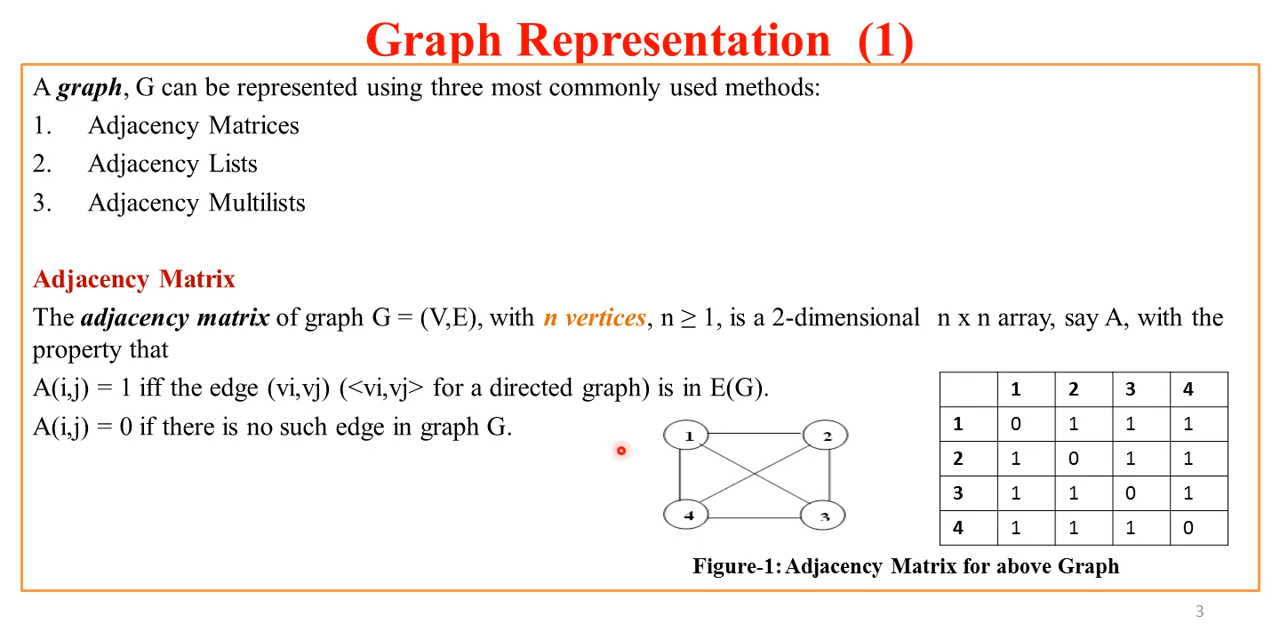 Graph Representation (1)
A graph, G can be represented using three most commonly used methods:
1. Adjacency Matrices
2. Adjacency Lists
3. Adjacency Multilists
Adjacency Matrix
The adjacency matrix of graph G = (V,E), with n vertices, n ≥ 1, is a 2-dimensional n x n array, say A, with the
property that
A(i,j) = 1 iff the edge (vi,vj) (<vi,vj> for a directed graph) is in E(G).
A(i,j) = 0 if there is no such edge in graph G.
1 2
4 3
1 2 3 4
1 0 1 1 1
2 1 0 1 1
3 1 1 0 1
4 1 1 1 0
Figure-1: Adjacency Matrix for above Graph
3